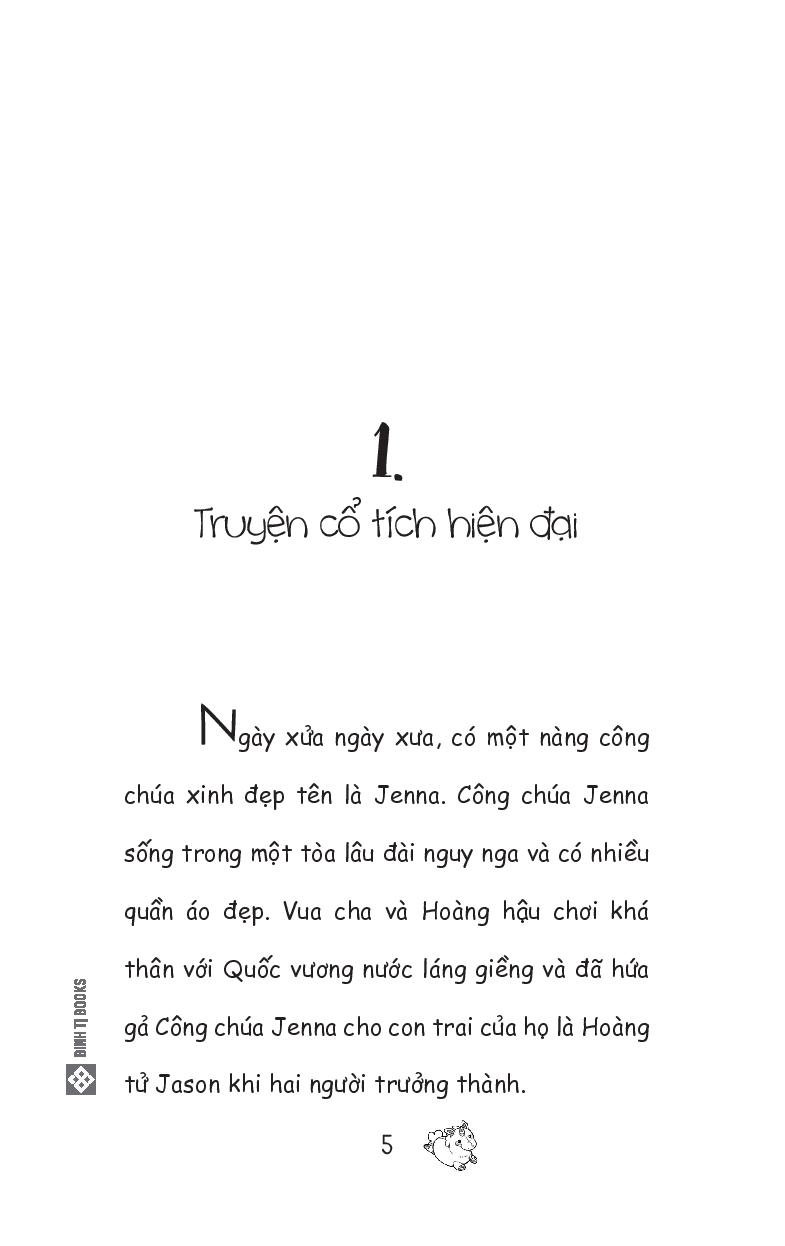 1.
Truyện cổ tích hiện đại
Ngày xửa ngày xưa, có một nàng công
chúa xinh đẹp tên là Jenna. Công chúa Jenna
sống trong một tòa lâu đài nguy nga và có nhiều
quần áo đẹp. Vua cha và Hoàng hậu chơi khá
thân với Quốc vương nước láng giềng và đã hứa
gả Công chúa Jenna cho con trai của họ là Hoàng
tử Jason khi hai người trưởng thành.
5
ĐINH TỊ BOOKS